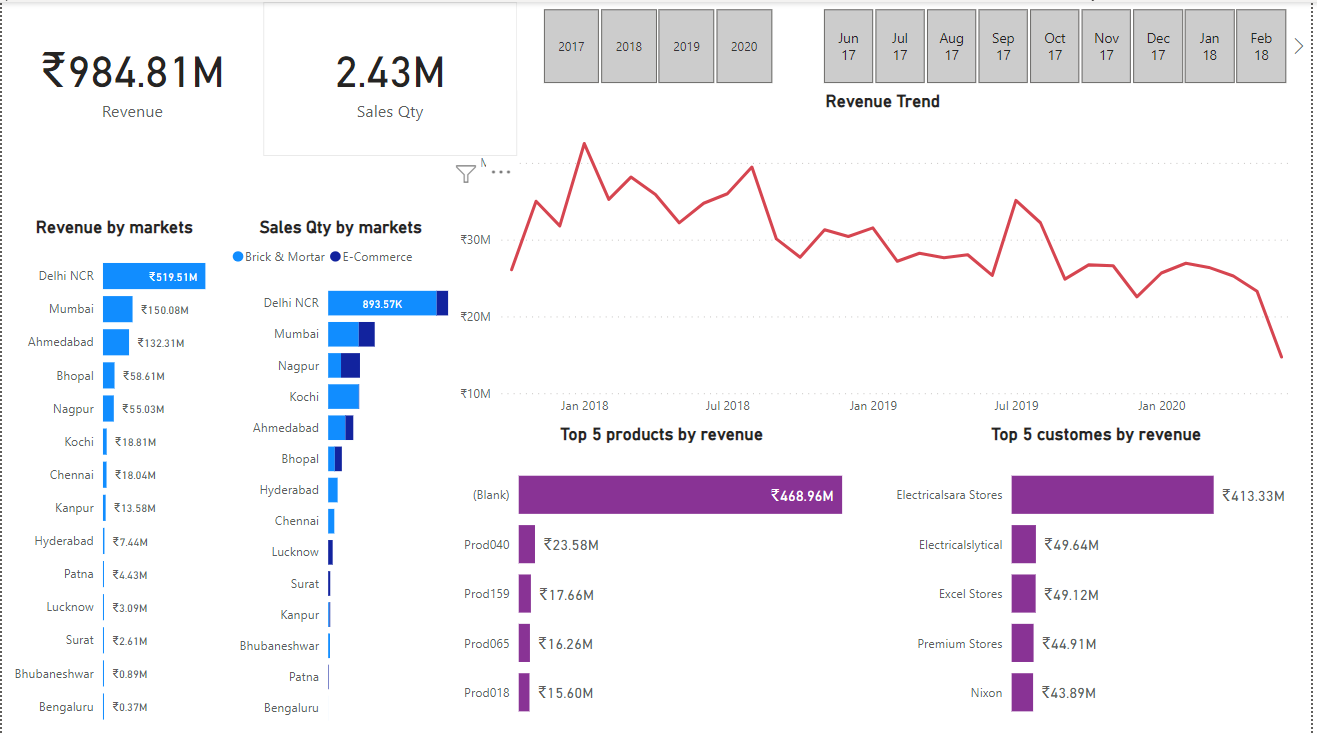 ₹984.81M
Revenue
2.43M
Sales Qty
2017
2018
2019
2020
Jun
17
Jul
17
Aug
17
Sep
17
Oct
17
Nov
17
Dec
17
Jan
18
Feb
18
Revenue Trend
₹30M
₹20M
₹10M
Jan 2018
Jul 2018
Jan 2019
Jul 2019
Jan 2020
Revenue by markets
Delhi NCR ₹519.51M
Mumbai ₹150.08M
Ahmedabad ₹132.31M
Bhopal ₹58.61M
Nagpur ₹55.03M
Kochi ₹18.81M
Chennai ₹18.04M
Kanpur ₹13.58M
Hyderabad ₹7.44M
Patna ₹4.43M
Lucknow ₹3.09M
Surat ₹2.61M
Bhubaneshwar ₹0.89M
Bengaluru ₹0.37M
Sales Qty by markets
Brick & Mortar E-Commerce
Delhi NCR 893.57K
Mumbai
Nagpur
Kochi
Ahmedabad
Bhopal
Hyderabad
Chennai
Lucknow
Surat
Kanpur
Bhubaneshwar
Patna
Bengaluru
Top 5 products by revenue
(Blank) ₹468.96M
Prod040 ₹23.58M
Prod159 ₹17.66M
Prod065 ₹16.26M
Prod018 ₹15.60M
Top 5 customes by revenue
Electricalsara Stores ₹413.33M
Electricalslytical ₹49.64M
Excel Stores ₹49.12M
Premium Stores ₹44.91M
Nixon ₹43.89M